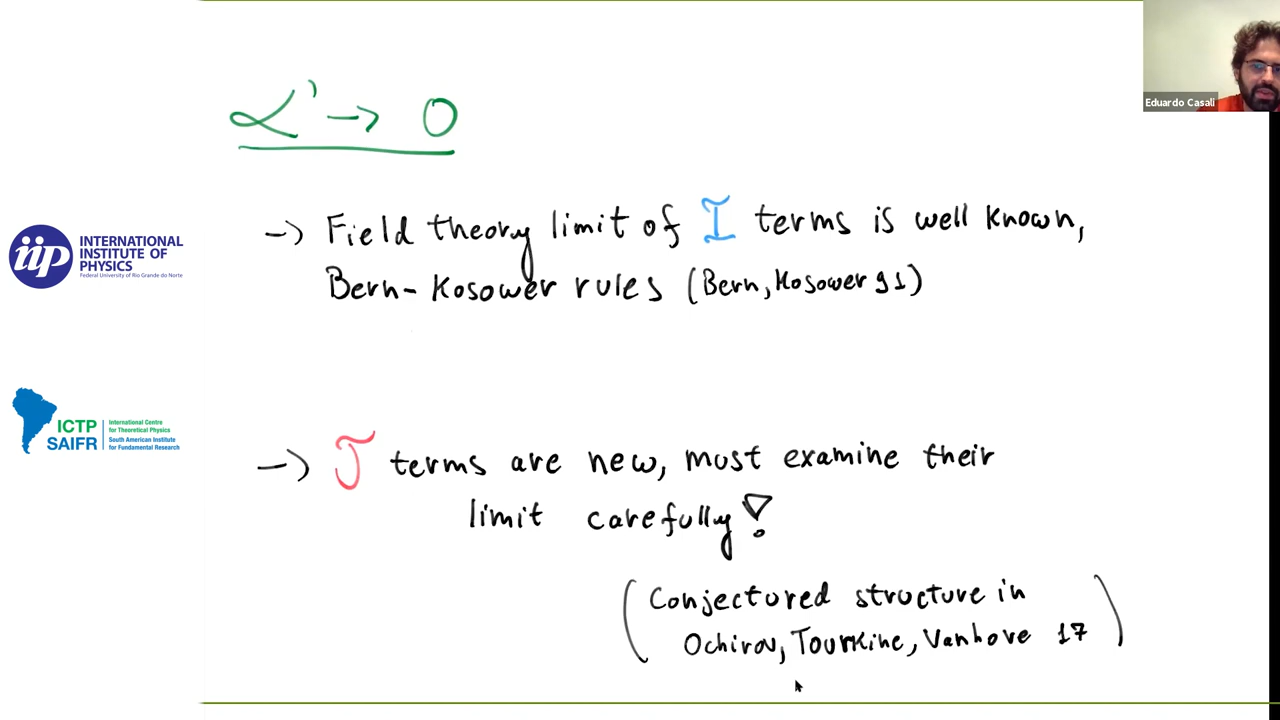 Eduardo Casali
α' → 0
→ Field theory limit of I terms is well known,
Bern-Kosower rules (Bern, Kosower 91)
INTERNATIONAL
INSTITUTE OF
PHYSICS
Federal University of Rio Grande do Norte
iip
→ J terms are new, must examine their
limit carefully!
ICTP
SAIFR
International Centre
for Theoretical Physics
South American Institute
for Fundamental Research
(Conjectured structure in
Ochirov, Tourkine, Vanhove 17)